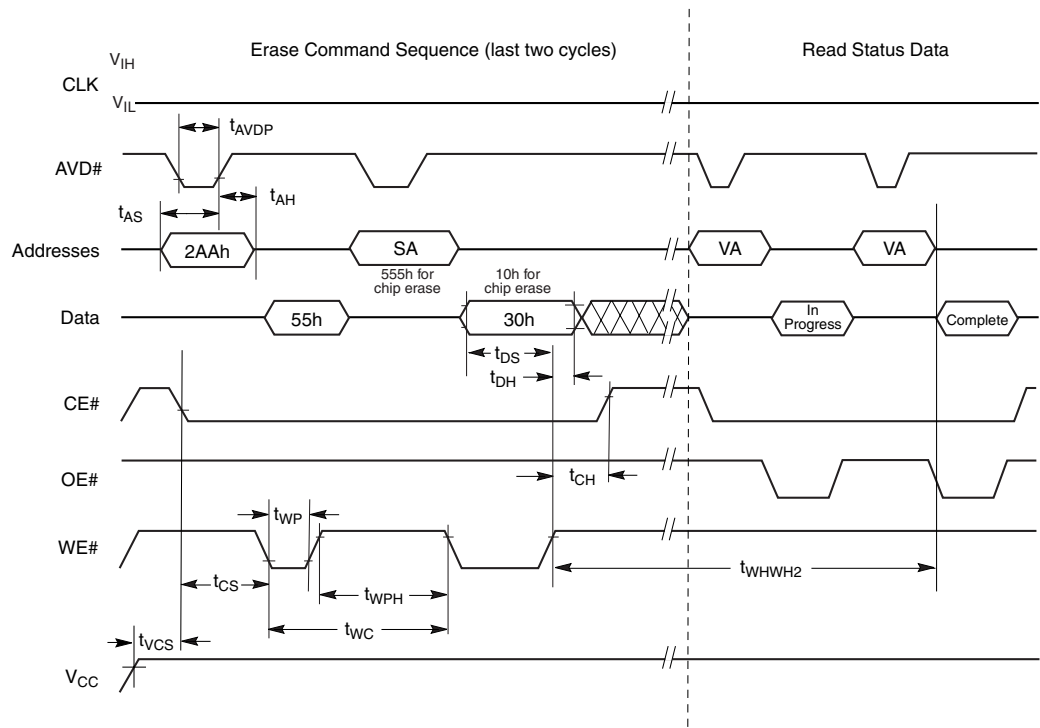 Erase Command Sequence (last two cycles)
Read Status Data
VIH
CLK
VIL
tAVDP
AVD#
tAH
tAS
Addresses
2AAh
SA
VA
VA
555h for
chip erase
10h for
chip erase
Data
55h
30h
In
Progress
Complete
tDS
tDH
CE#
OE#
tCH
tWP
WE#
tCS
tWHWH2
tWPH
tWC
tVCS
VCC